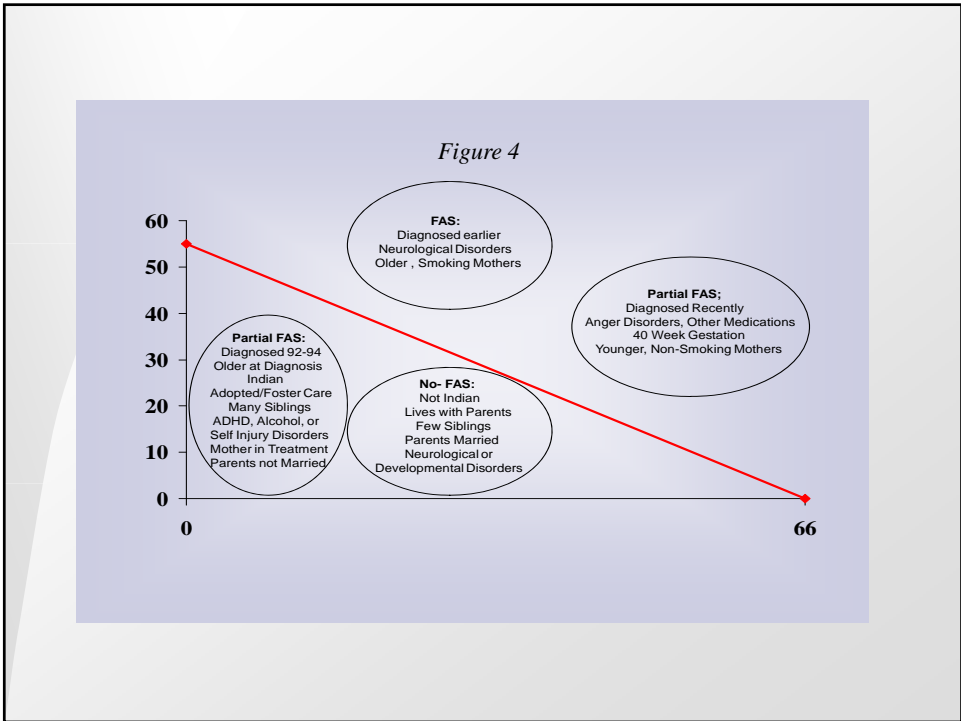 Figure 4
60
50
40
30
20
10
0
0
66
FAS:
Diagnosed earlier
Neurological Disorders
Older , Smoking Mothers
Partial FAS;
Diagnosed Recently
Anger Disorders, Other Medications
40 Week Gestation
Younger, Non-Smoking Mothers
Partial FAS:
Diagnosed 92-94
Older at Diagnosis
Indian
Adopted/Foster Care
Many Siblings
ADHD, Alcohol, or
Self Injury Disorders
Mother in Treatment
Parents not Married
No- FAS:
Not Indian
Lives with Parents
Few Siblings
Parents Married
Neurological or
Developmental Disorders